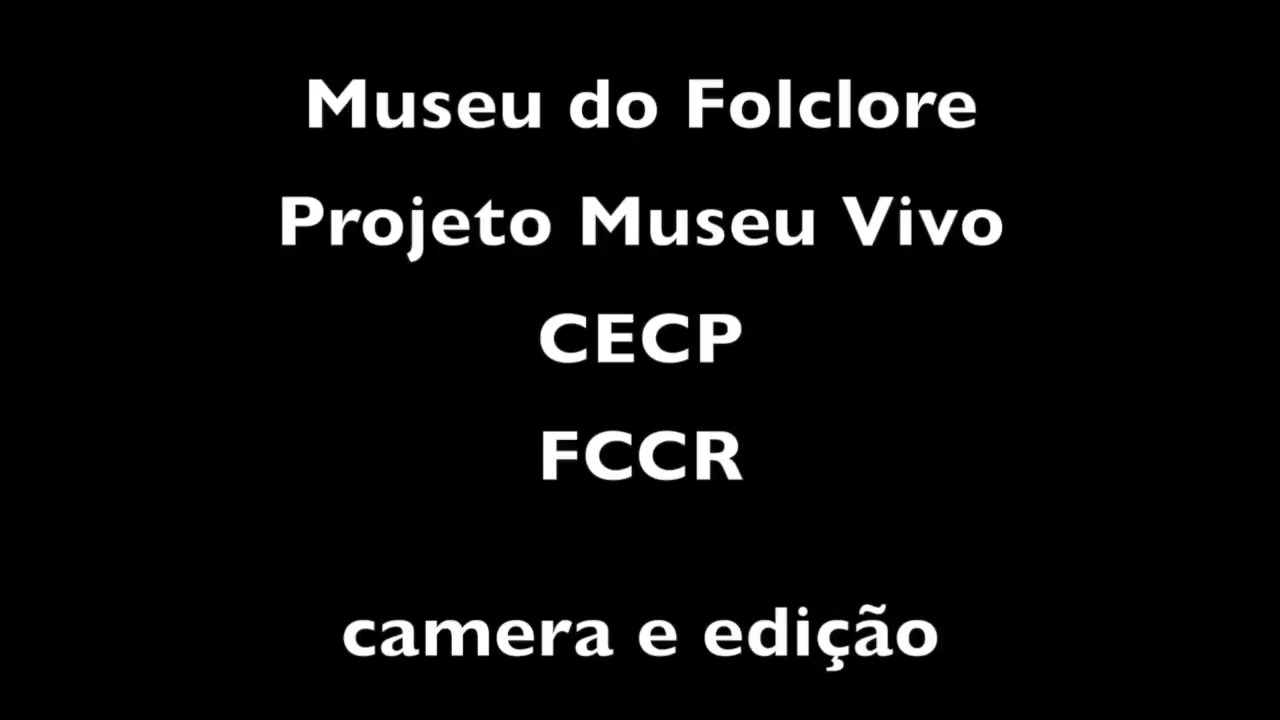 Museu do Folclore
Projeto Museu Vivo
CECP
FCCR
camera e edição